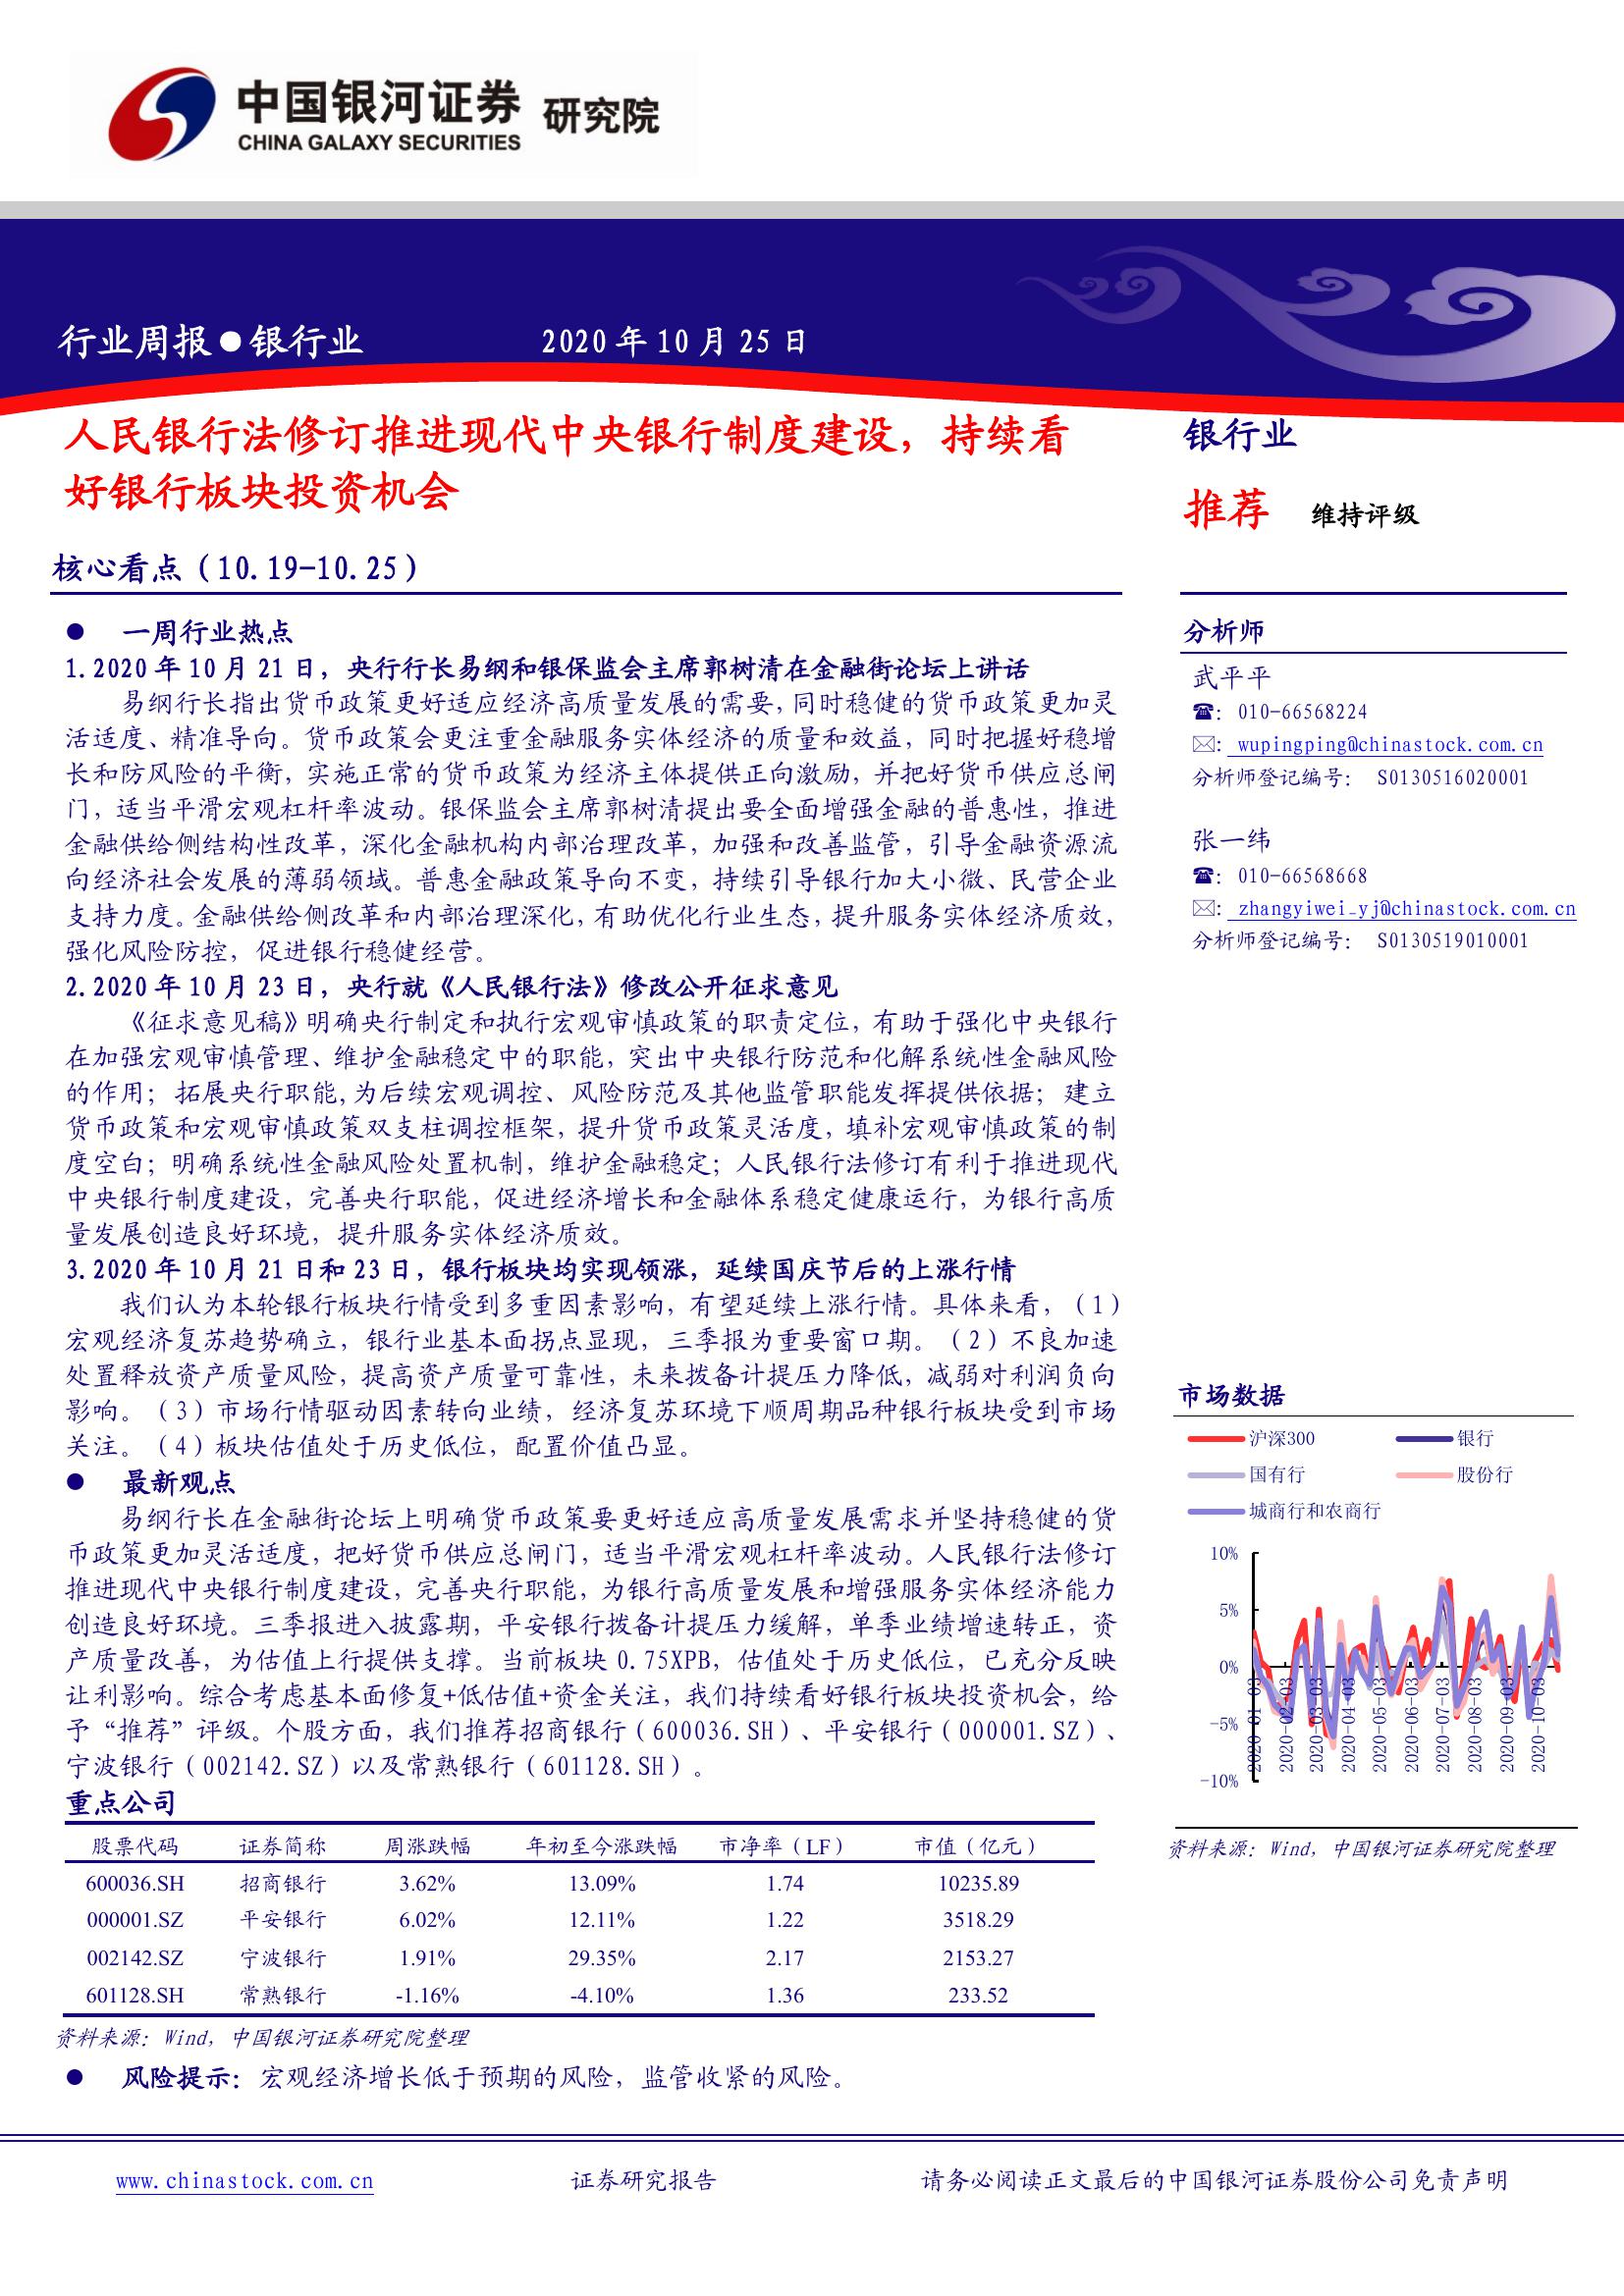 中国银河证券 研究院
CHINA GALAXY SECURITIES
行业周报●银行业 2020 年 10 月 25 日
人民银行法修订推进现代中央银行制度建设，持续看
好银行板块投资机会
核心看点（10.19-10.25）
● 一周行业热点
1. 2020 年 10 月 21 日，央行行长易纲和银保监会主席郭树清在金融街论坛上讲话
易纲行长指出货币政策更好适应经济高质量发展的需要，同时稳健的货币政策更加灵
活适度、精准导向。货币政策会更注重金融服务实体经济的质量和效益，同时把握好稳增
长和防风险的平衡，实施正常的货币政策为经济主体提供正向激励，并把好货币供应总闸
门，适当平滑宏观杠杆率波动。银保监会主席郭树清提出要全面增强金融的普惠性，推进
金融供给侧结构性改革，深化金融机构内部治理改革，加强和改善监管，引导金融资源流
向经济社会发展的薄弱领域。普惠金融政策导向不变，持续引导银行加大小微、民营企业
支持力度。金融供给侧改革和内部治理深化，有助优化行业生态，提升服务实体经济质效，
强化风险防控，促进银行稳健经营。
2. 2020 年 10 月 23 日，央行就《人民银行法》修改公开征求意见
《征求意见稿》明确央行制定和执行宏观审慎政策的职责定位，有助于强化中央银行
在加强宏观审慎管理、维护金融稳定中的职能，突出中央银行防范和化解系统性金融风险
的作用；拓展央行职能，为后续宏观调控、风险防范及其他监管职能发挥提供依据；建立
货币政策和宏观审慎政策双支柱调控框架，提升货币政策灵活度，填补宏观审慎政策的制
度空白；明确系统性金融风险处置机制，维护金融稳定；人民银行法修订有利于推进现代
中央银行制度建设，完善央行职能，促进经济增长和金融体系稳定健康运行，为银行高质
量发展创造良好环境，提升服务实体经济质效。
3. 2020 年 10 月 21 日和 23 日，银行板块均实现领涨，延续国庆节后的上涨行情
我们认为本轮银行板块行情受到多重因素影响，有望延续上涨行情。具体来看，（1）
宏观经济复苏趋势确立，银行业基本面拐点显现，三季报为重要窗口期。（2）不良加速
处置释放资产质量风险，提高资产质量可靠性，未来拨备计提压力降低，减弱对利润负向
影响。（3）市场行情驱动因素转向业绩，经济复苏环境下顺周期品种银行板块受到市场
关注。（4）板块估值处于历史低位，配置价值凸显。
● 最新观点
易纲行长在金融街论坛上明确货币政策要更好适应高质量发展需求并坚持稳健的货
币政策更加灵活适度，把好货币供应总闸门，适当平滑宏观杠杆率波动。人民银行法修订
推进现代中央银行制度建设，完善央行职能，为银行高质量发展和增强服务实体经济能力
创造良好环境。三季报进入披露期，平安银行拨备计提压力缓解，单季业绩增速转正，资
产质量改善，为估值上行提供支撑。当前板块 0.75XPB，估值处于历史低位，已充分反映
让利影响。综合考虑基本面修复+低估值+资金关注，我们持续看好银行板块投资机会，给
予“推荐”评级。个股方面，我们推荐招商银行（600036.SH）、平安银行（000001.SZ）、
宁波银行（002142.SZ）以及常熟银行（601128.SH）。
重点公司
股票代码 证券简称 周涨跌幅 年初至今涨跌幅 市净率（LF） 市值（亿元）
600036.SH 招商银行 3.62% 13.09% 1.74 10235.89
000001.SZ 平安银行 6.02% 12.11% 1.22 3518.29
002142.SZ 宁波银行 1.91% 29.35% 2.17 2153.27
601128.SH 常熟银行 -1.16% -4.10% 1.36 233.52
资料来源：Wind，中国银河证券研究院整理
● 风险提示：宏观经济增长低于预期的风险，监管收紧的风险。
银行业
推荐 维持评级
分析师
武平平
☎：010-66568224
✉：wupingping@chinastock.com.cn
分析师登记编号： S0130516020001
张一纬
☎：010-66568668
✉：zhangyiwei_yj@chinastock.com.cn
分析师登记编号： S0130519010001
市场数据
沪深300 银行
国有行 股份行
城商行和农商行
10%
5%
0%
-5%
-10%
2020-01-03 2020-02-03 2020-03-03 2020-04-03 2020-05-03 2020-06-03 2020-07-03 2020-08-03 2020-09-03 2020-10-03
资料来源：Wind，中国银河证券研究院整理
www.chinastock.com.cn 证券研究报告 请务必阅读正文最后的中国银河证券股份公司免责声明